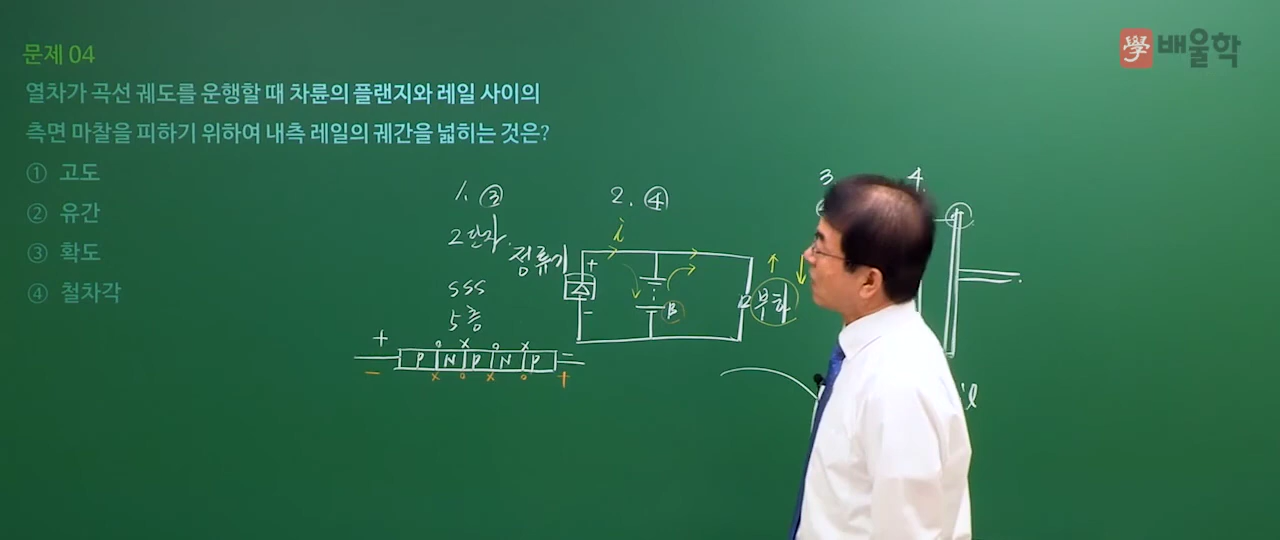 문제 04
學 배울학
열차가 곡선 궤도를 운행할 때 차륜의 플랜지와 레일 사이의
측면 마찰을 피하기 위하여 내측 레일의 궤간을 넓히는 것은?
① 고도
② 유간
③ 확도
④ 철차각
1. ③
2단자.
SSS
5층
+ −
P N P N P
o x o x
x o x o
− +
2. ④
i
정류기
+
−
B
부하
3
4.